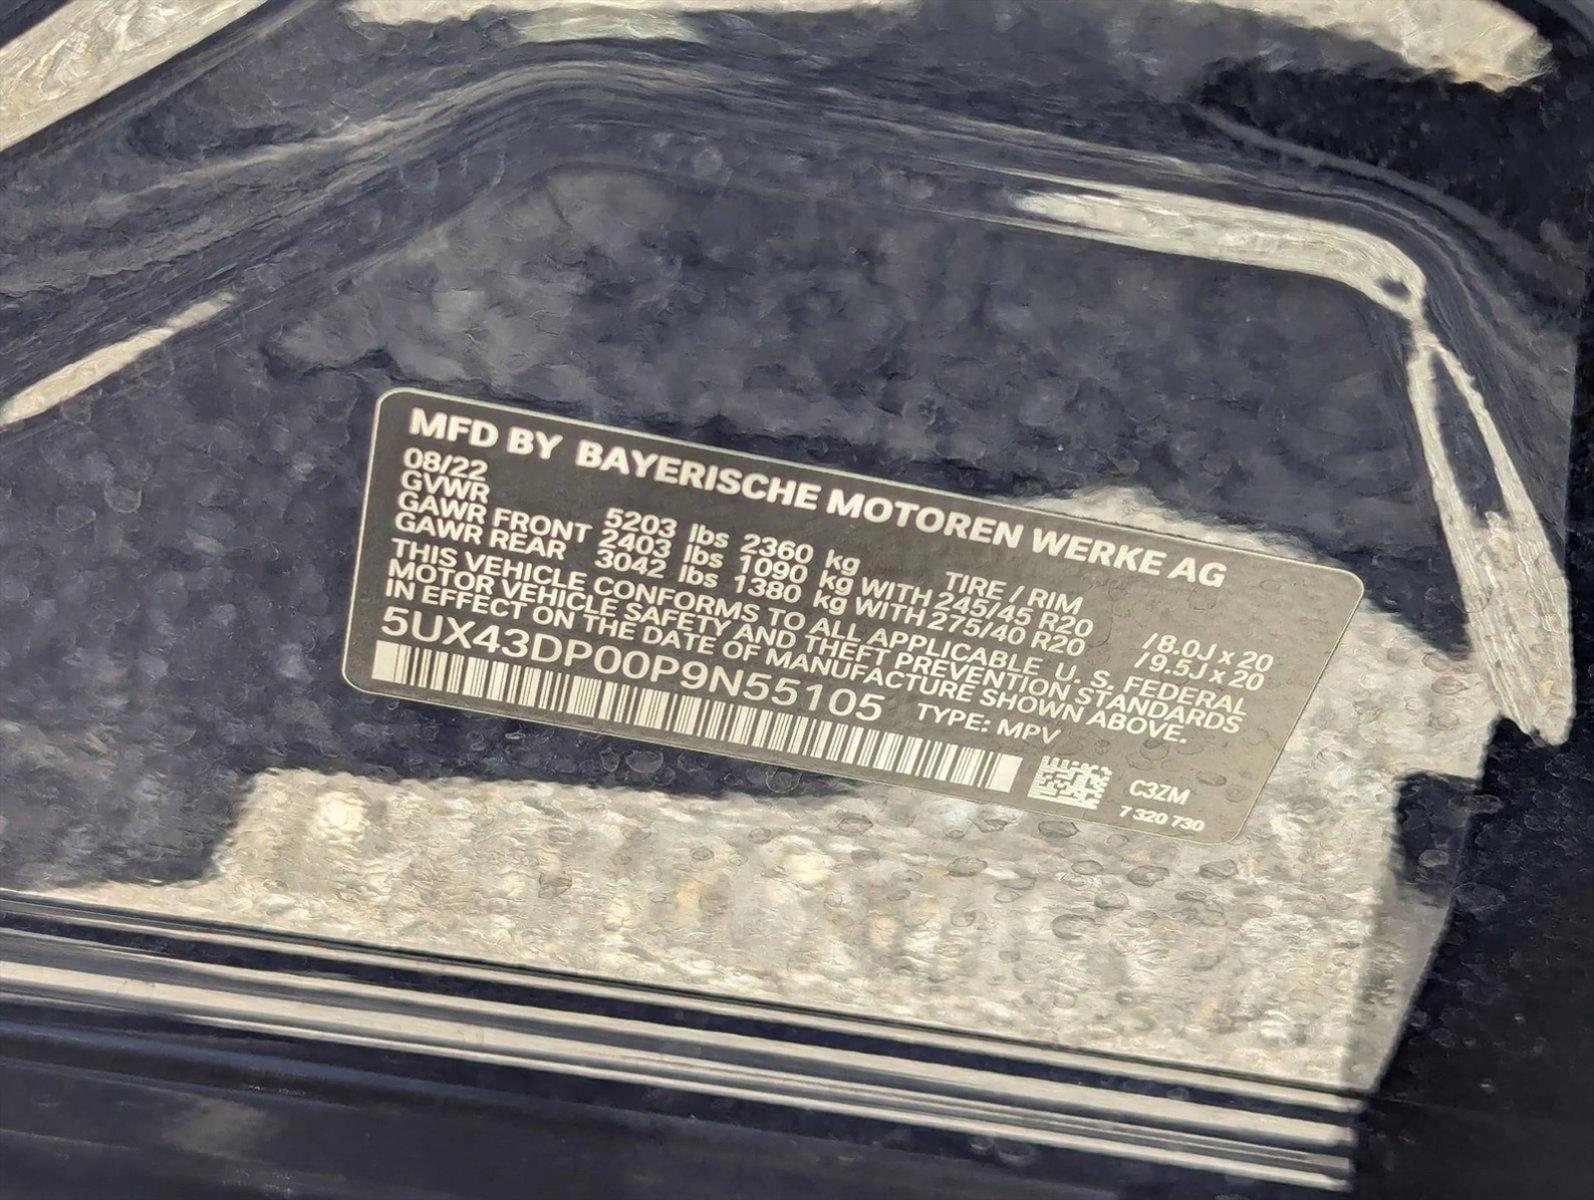 MFD BY BAYERISCHE MOTOREN WERKE AG
08/22
GVWR 5203 lbs 2360 kg TIRE / RIM
GAWR FRONT 2403 lbs 1090 kg WITH 245/45 R20 /8.0J x 20
GAWR REAR 3042 lbs 1380 kg WITH 275/40 R20 /9.5J x 20
THIS VEHICLE CONFORMS TO ALL APPLICABLE U. S. FEDERAL
MOTOR VEHICLE SAFETY AND THEFT PREVENTION STANDARDS
IN EFFECT ON THE DATE OF MANUFACTURE SHOWN ABOVE.
5UX43DP00P9N55105 TYPE: MPV
C3ZM
7 320 730